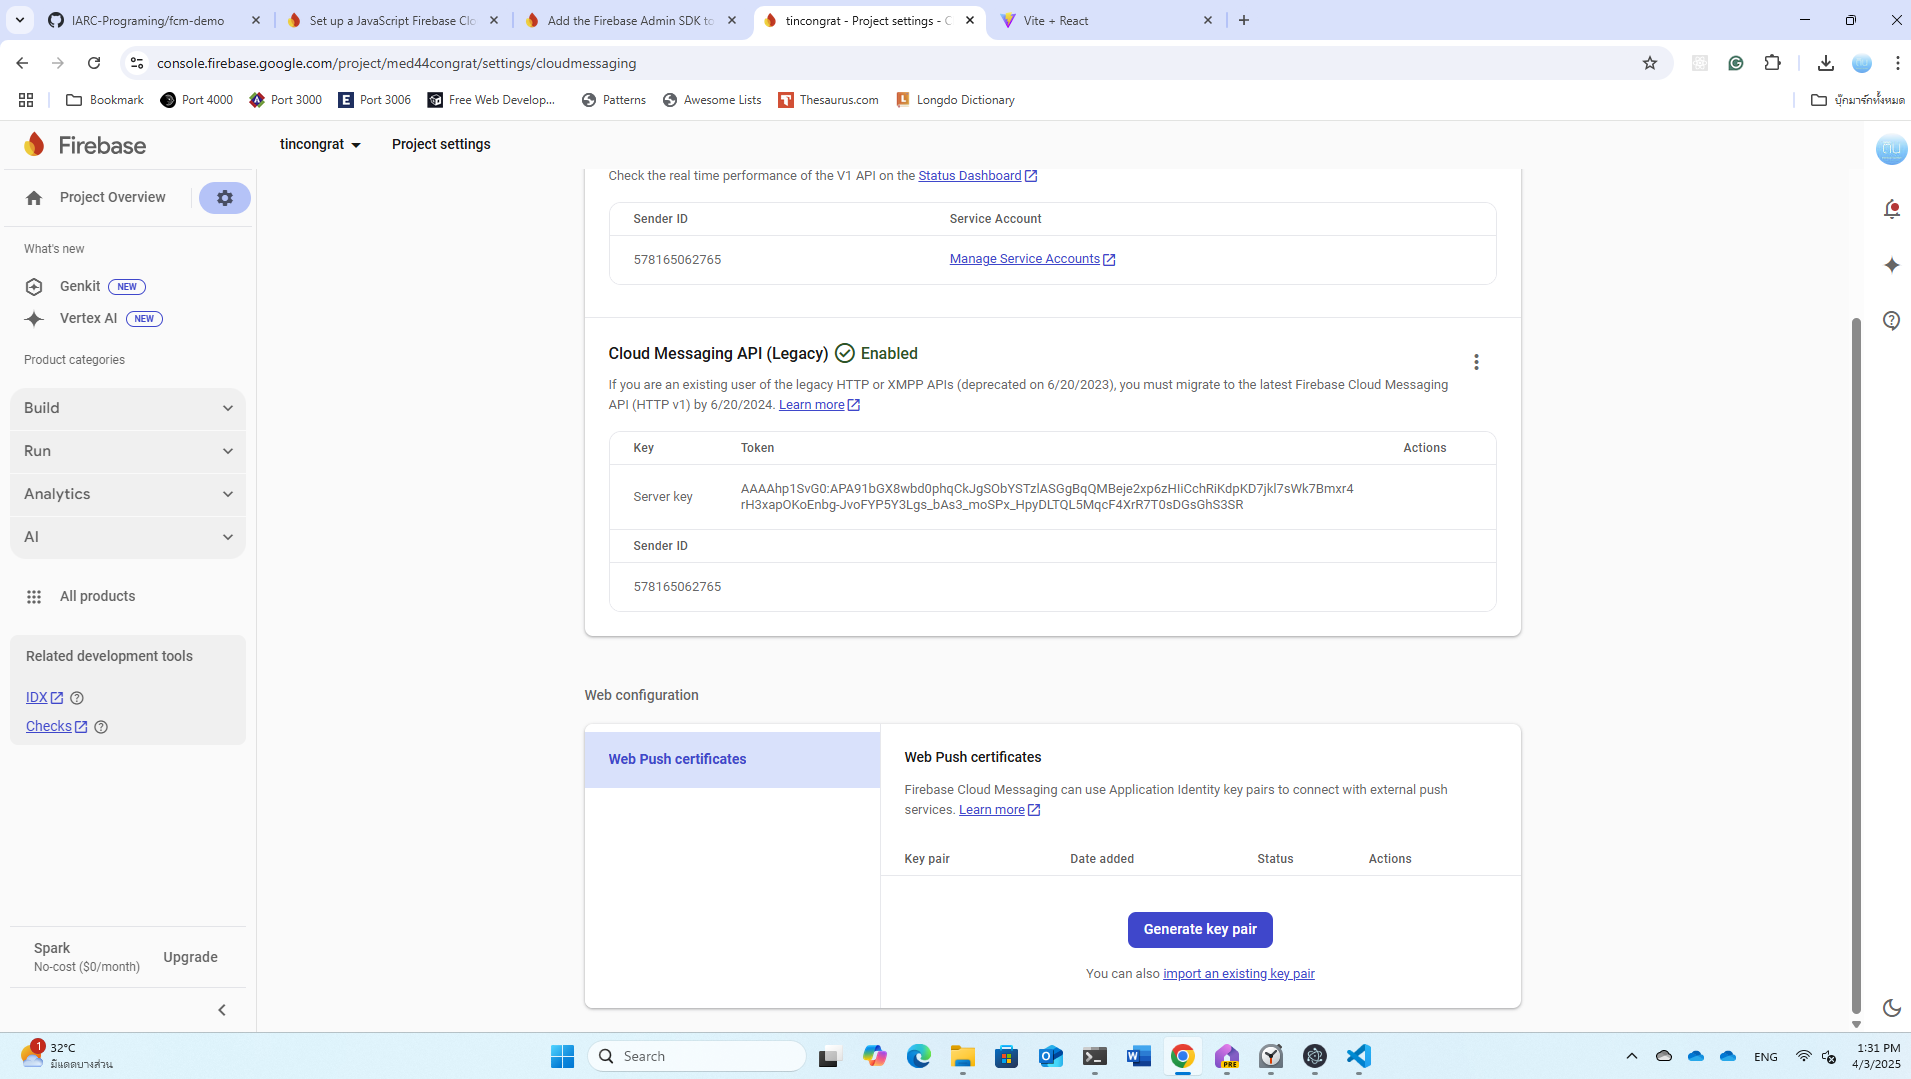 IARC-Programing/fcm-demo
Set up a JavaScript Firebase Clo
Add the Firebase Admin SDK to
tincongrat - Project settings - C
Vite + React
console.firebase.google.com/project/med44congrat/settings/cloudmessaging
Bookmark
Port 4000
Port 3000
Port 3006
Free Web Develop...
Patterns
Awesome Lists
Thesaurus.com
Longdo Dictionary
บุ๊กมาร์กทั้งหมด
Firebase
tincongrat
Project settings
ติน
Project Overview
What's new
Genkit NEW
Vertex AI NEW
Product categories
Build
Run
Analytics
AI
All products
Related development tools
IDX
Checks
Spark
No-cost ($0/month)
Upgrade
Check the real time performance of the V1 API on the Status Dashboard
Sender ID Service Account
578165062765 Manage Service Accounts
Cloud Messaging API (Legacy) Enabled
If you are an existing user of the legacy HTTP or XMPP APIs (deprecated on 6/20/2023), you must migrate to the latest Firebase Cloud Messaging
API (HTTP v1) by 6/20/2024. Learn more
Key Token Actions
Server key
AAAAhp1SvG0:APA91bGX8wbd0phqCkJgSObYSTzlASGgBqQMBeje2xp6zHIiCchRiKdpKD7jkl7sWk7Bmxr4
rH3xapOKoEnbg-JvoFYP5Y3Lgs_bAs3_moSPx_HpyDLTQL5MqcF4XrR7T0sDGsGhS3SR
Sender ID
578165062765
Web configuration
Web Push certificates
Web Push certificates
Firebase Cloud Messaging can use Application Identity key pairs to connect with external push
services. Learn more
Key pair Date added Status Actions
Generate key pair
You can also import an existing key pair
1
32°C
มีแดดบางส่วน
Search
PRE
ENG
1:31 PM
4/3/2025